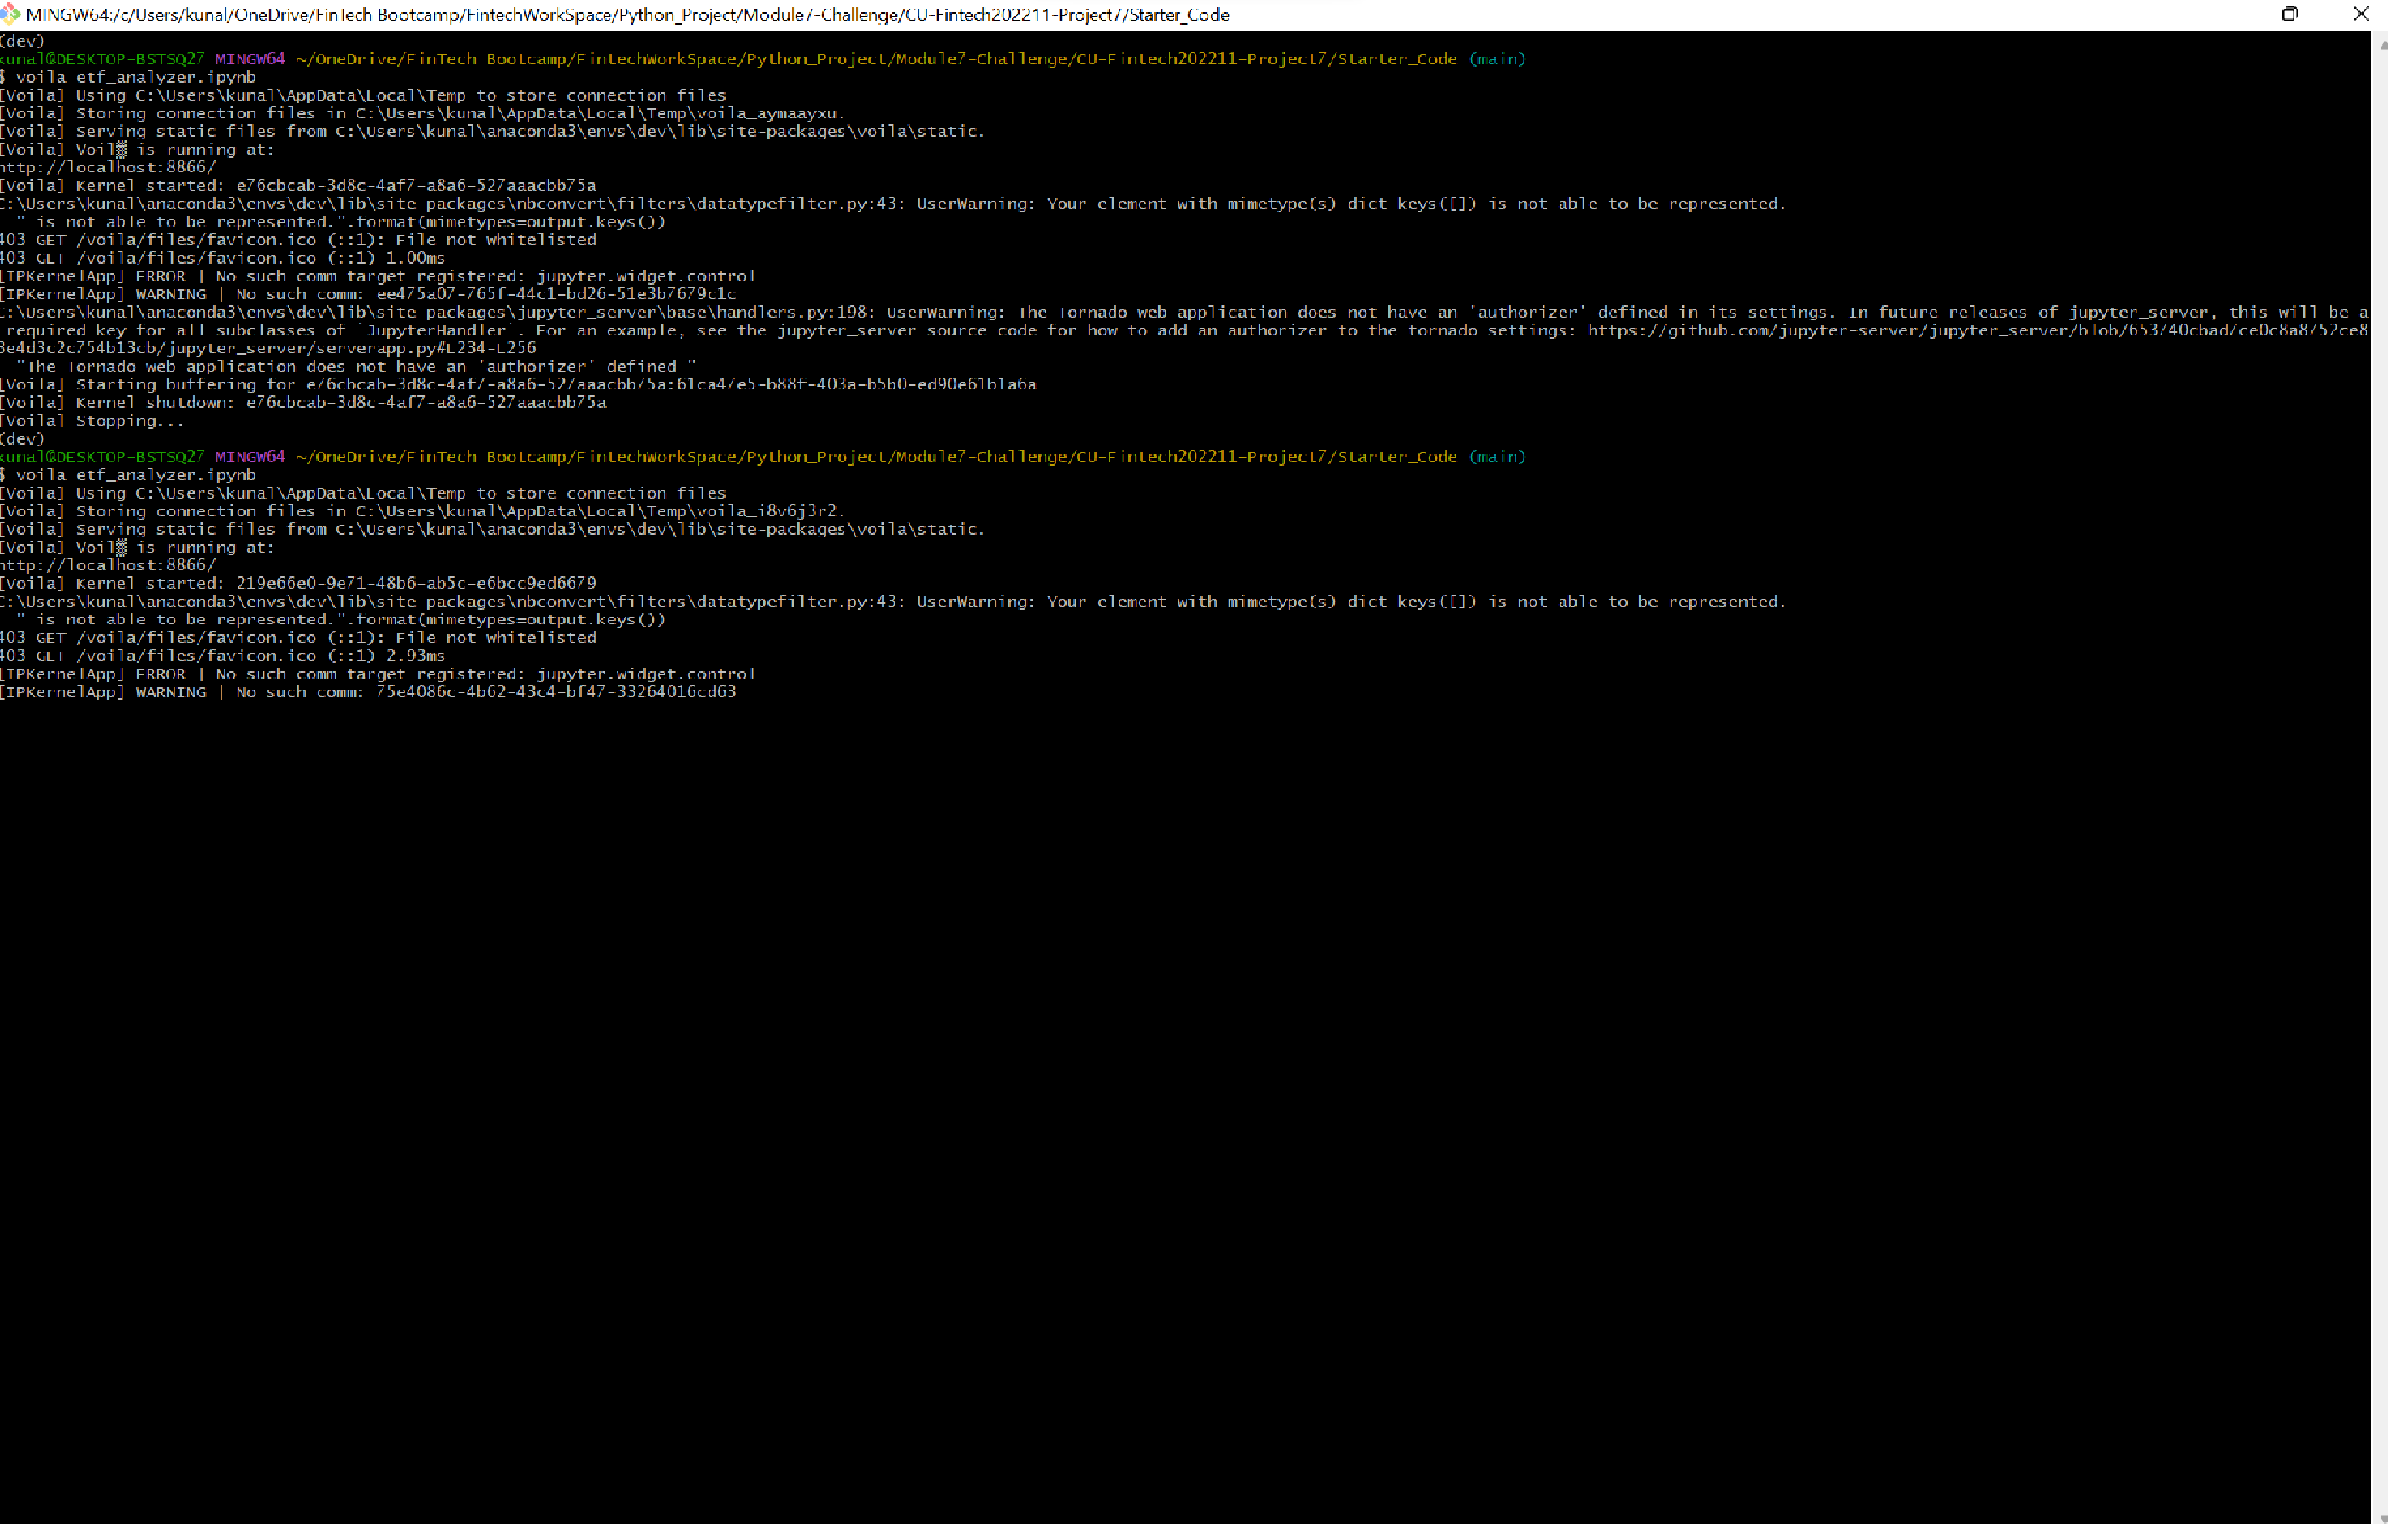 MINGW64:/c/Users/kunal/OneDrive/FinTech Bootcamp/FintechWorkSpace/Python_Project/Module7-Challenge/CU-Fintech202211-Project7/Starter_Code
(dev)
kunal@DESKTOP-BSTSQ27 MINGW64 ~/OneDrive/FinTech Bootcamp/FintechWorkSpace/Python_Project/Module7-Challenge/CU-Fintech202211-Project7/Starter_Code (main)
$ voila etf_analyzer.ipynb
[Voila] Using C:\Users\kunal\AppData\Local\Temp to store connection files
[Voila] Storing connection files in C:\Users\kunal\AppData\Local\Temp\voila_aymaayxu.
[Voila] Serving static files from C:\Users\kunal\anaconda3\envs\dev\lib\site-packages\voila\static.
[Voila] Voil▒ is running at:
http://localhost:8866/
[Voila] Kernel started: e76cbcab-3d8c-4af7-a8a6-527aaacbb75a
C:\Users\kunal\anaconda3\envs\dev\lib\site-packages\nbconvert\filters\datatypefilter.py:43: UserWarning: Your element with mimetype(s) dict_keys([]) is not able to be represented.
" is not able to be represented.".format(mimetypes=output.keys())
403 GET /voila/files/favicon.ico (::1): File not whitelisted
403 GET /voila/files/favicon.ico (::1) 1.00ms
[IPKernelApp] ERROR | No such comm target registered: jupyter.widget.control
[IPKernelApp] WARNING | No such comm: ee475a07-765f-44c1-bd26-51e3b7679c1c
C:\Users\kunal\anaconda3\envs\dev\lib\site-packages\jupyter_server\base\handlers.py:198: UserWarning: The Tornado web application does not have an 'authorizer' defined in its settings. In future releases of jupyter_server, this will be a
required key for all subclasses of `JupyterHandler`. For an example, see the jupyter_server source code for how to add an authorizer to the tornado settings: https://github.com/jupyter-server/jupyter_server/blob/653740cbad7ce0c8a8752ce8
3e4d3c2c754b13cb/jupyter_server/serverapp.py#L234-L256
"The Tornado web application does not have an 'authorizer' defined "
[Voila] Starting buffering for e76cbcab-3d8c-4af7-a8a6-527aaacbb75a:61ca47e5-b88f-403a-b5b0-ed90e61b1a6a
[Voila] Kernel shutdown: e76cbcab-3d8c-4af7-a8a6-527aaacbb75a
[Voila] Stopping...
(dev)
kunal@DESKTOP-BSTSQ27 MINGW64 ~/OneDrive/FinTech Bootcamp/FintechWorkSpace/Python_Project/Module7-Challenge/CU-Fintech202211-Project7/Starter_Code (main)
$ voila etf_analyzer.ipynb
[Voila] Using C:\Users\kunal\AppData\Local\Temp to store connection files
[Voila] Storing connection files in C:\Users\kunal\AppData\Local\Temp\voila_i8v6j3r2.
[Voila] Serving static files from C:\Users\kunal\anaconda3\envs\dev\lib\site-packages\voila\static.
[Voila] Voil▒ is running at:
http://localhost:8866/
[Voila] Kernel started: 219e66e0-9e71-48b6-ab5c-e6bcc9ed6679
C:\Users\kunal\anaconda3\envs\dev\lib\site-packages\nbconvert\filters\datatypefilter.py:43: UserWarning: Your element with mimetype(s) dict_keys([]) is not able to be represented.
" is not able to be represented.".format(mimetypes=output.keys())
403 GET /voila/files/favicon.ico (::1): File not whitelisted
403 GET /voila/files/favicon.ico (::1) 2.93ms
[IPKernelApp] ERROR | No such comm target registered: jupyter.widget.control
[IPKernelApp] WARNING | No such comm: 75e4086c-4b62-43c4-bf47-33264016cd63